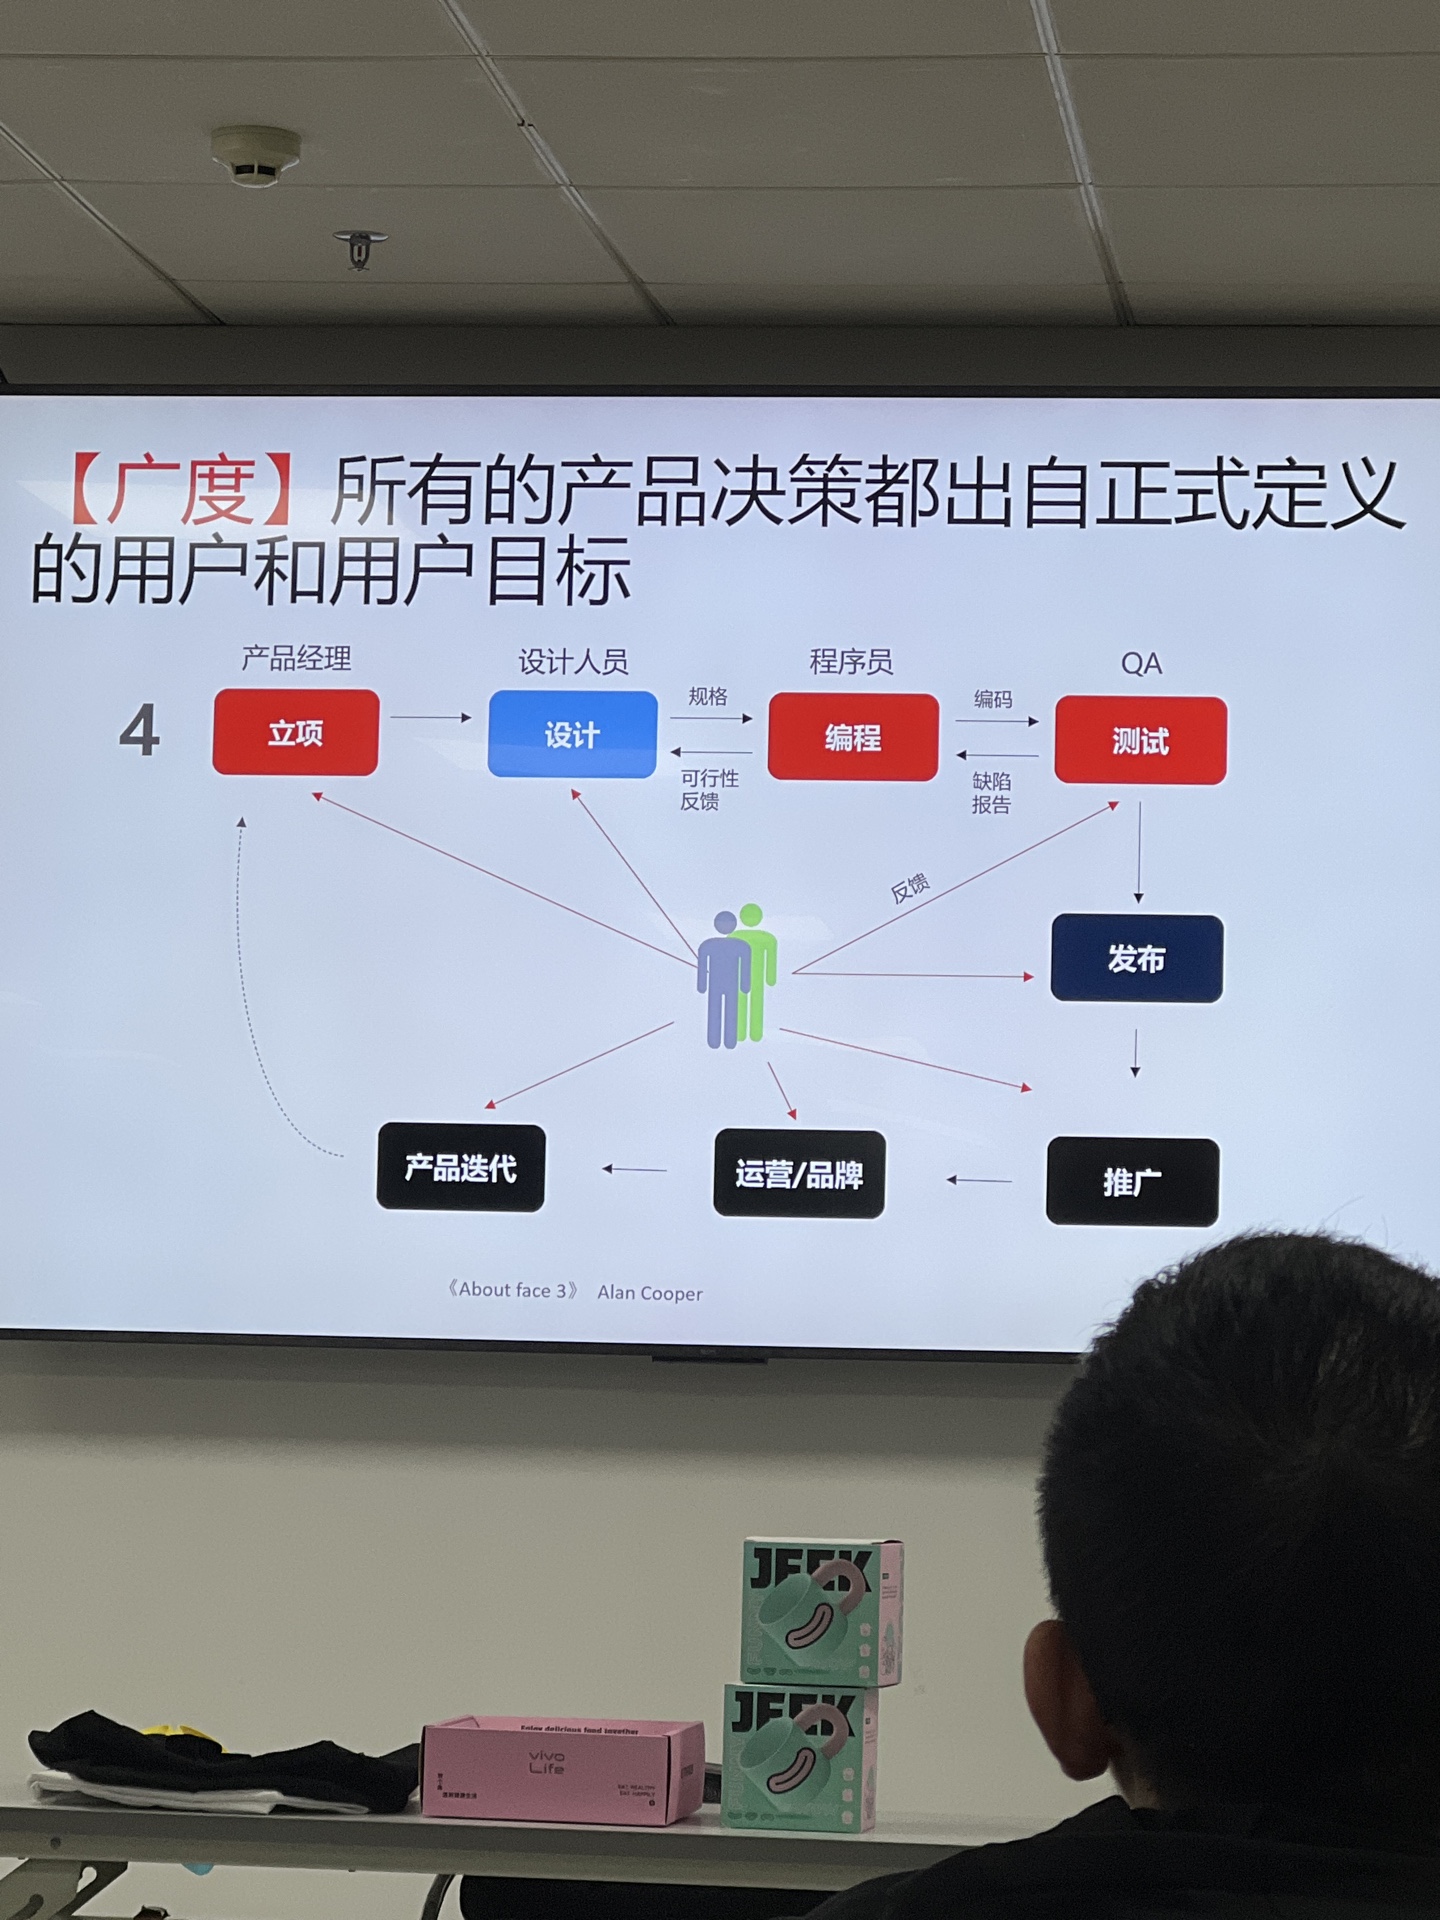 【广度】所有的产品决策都出自正式定义
的用户和用户目标
产品经理
设计人员
程序员
QA
4
立项
设计
规格
编程
编码
测试
可行性
反馈
缺陷
报告
反馈
发布
产品迭代
运营/品牌
推广
《About face 3》 Alan Cooper
JEEK
JEEK
Enjoy delicious food together
vivo
Life
EAT HEALTHY
EAT HAPPILY